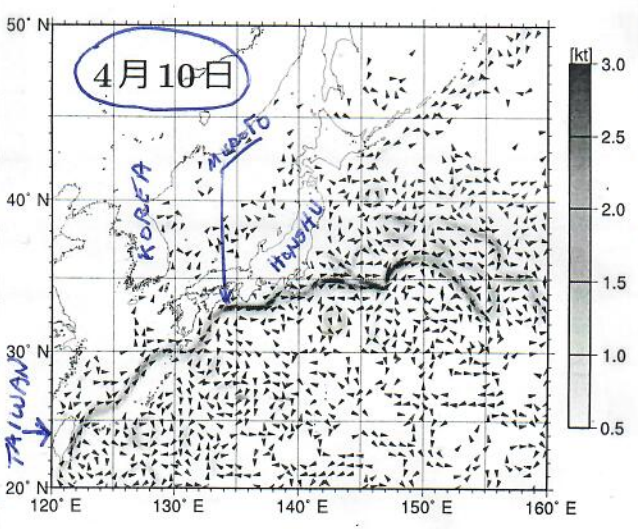 50° N
40° N
30° N
20° N
120° E
130° E
140° E
150° E
160° E
4月10日
MUROTO
KOREA
HONSHU
TAIWAN
[kt]
3.0
2.5
2.0
1.5
1.0
0.5